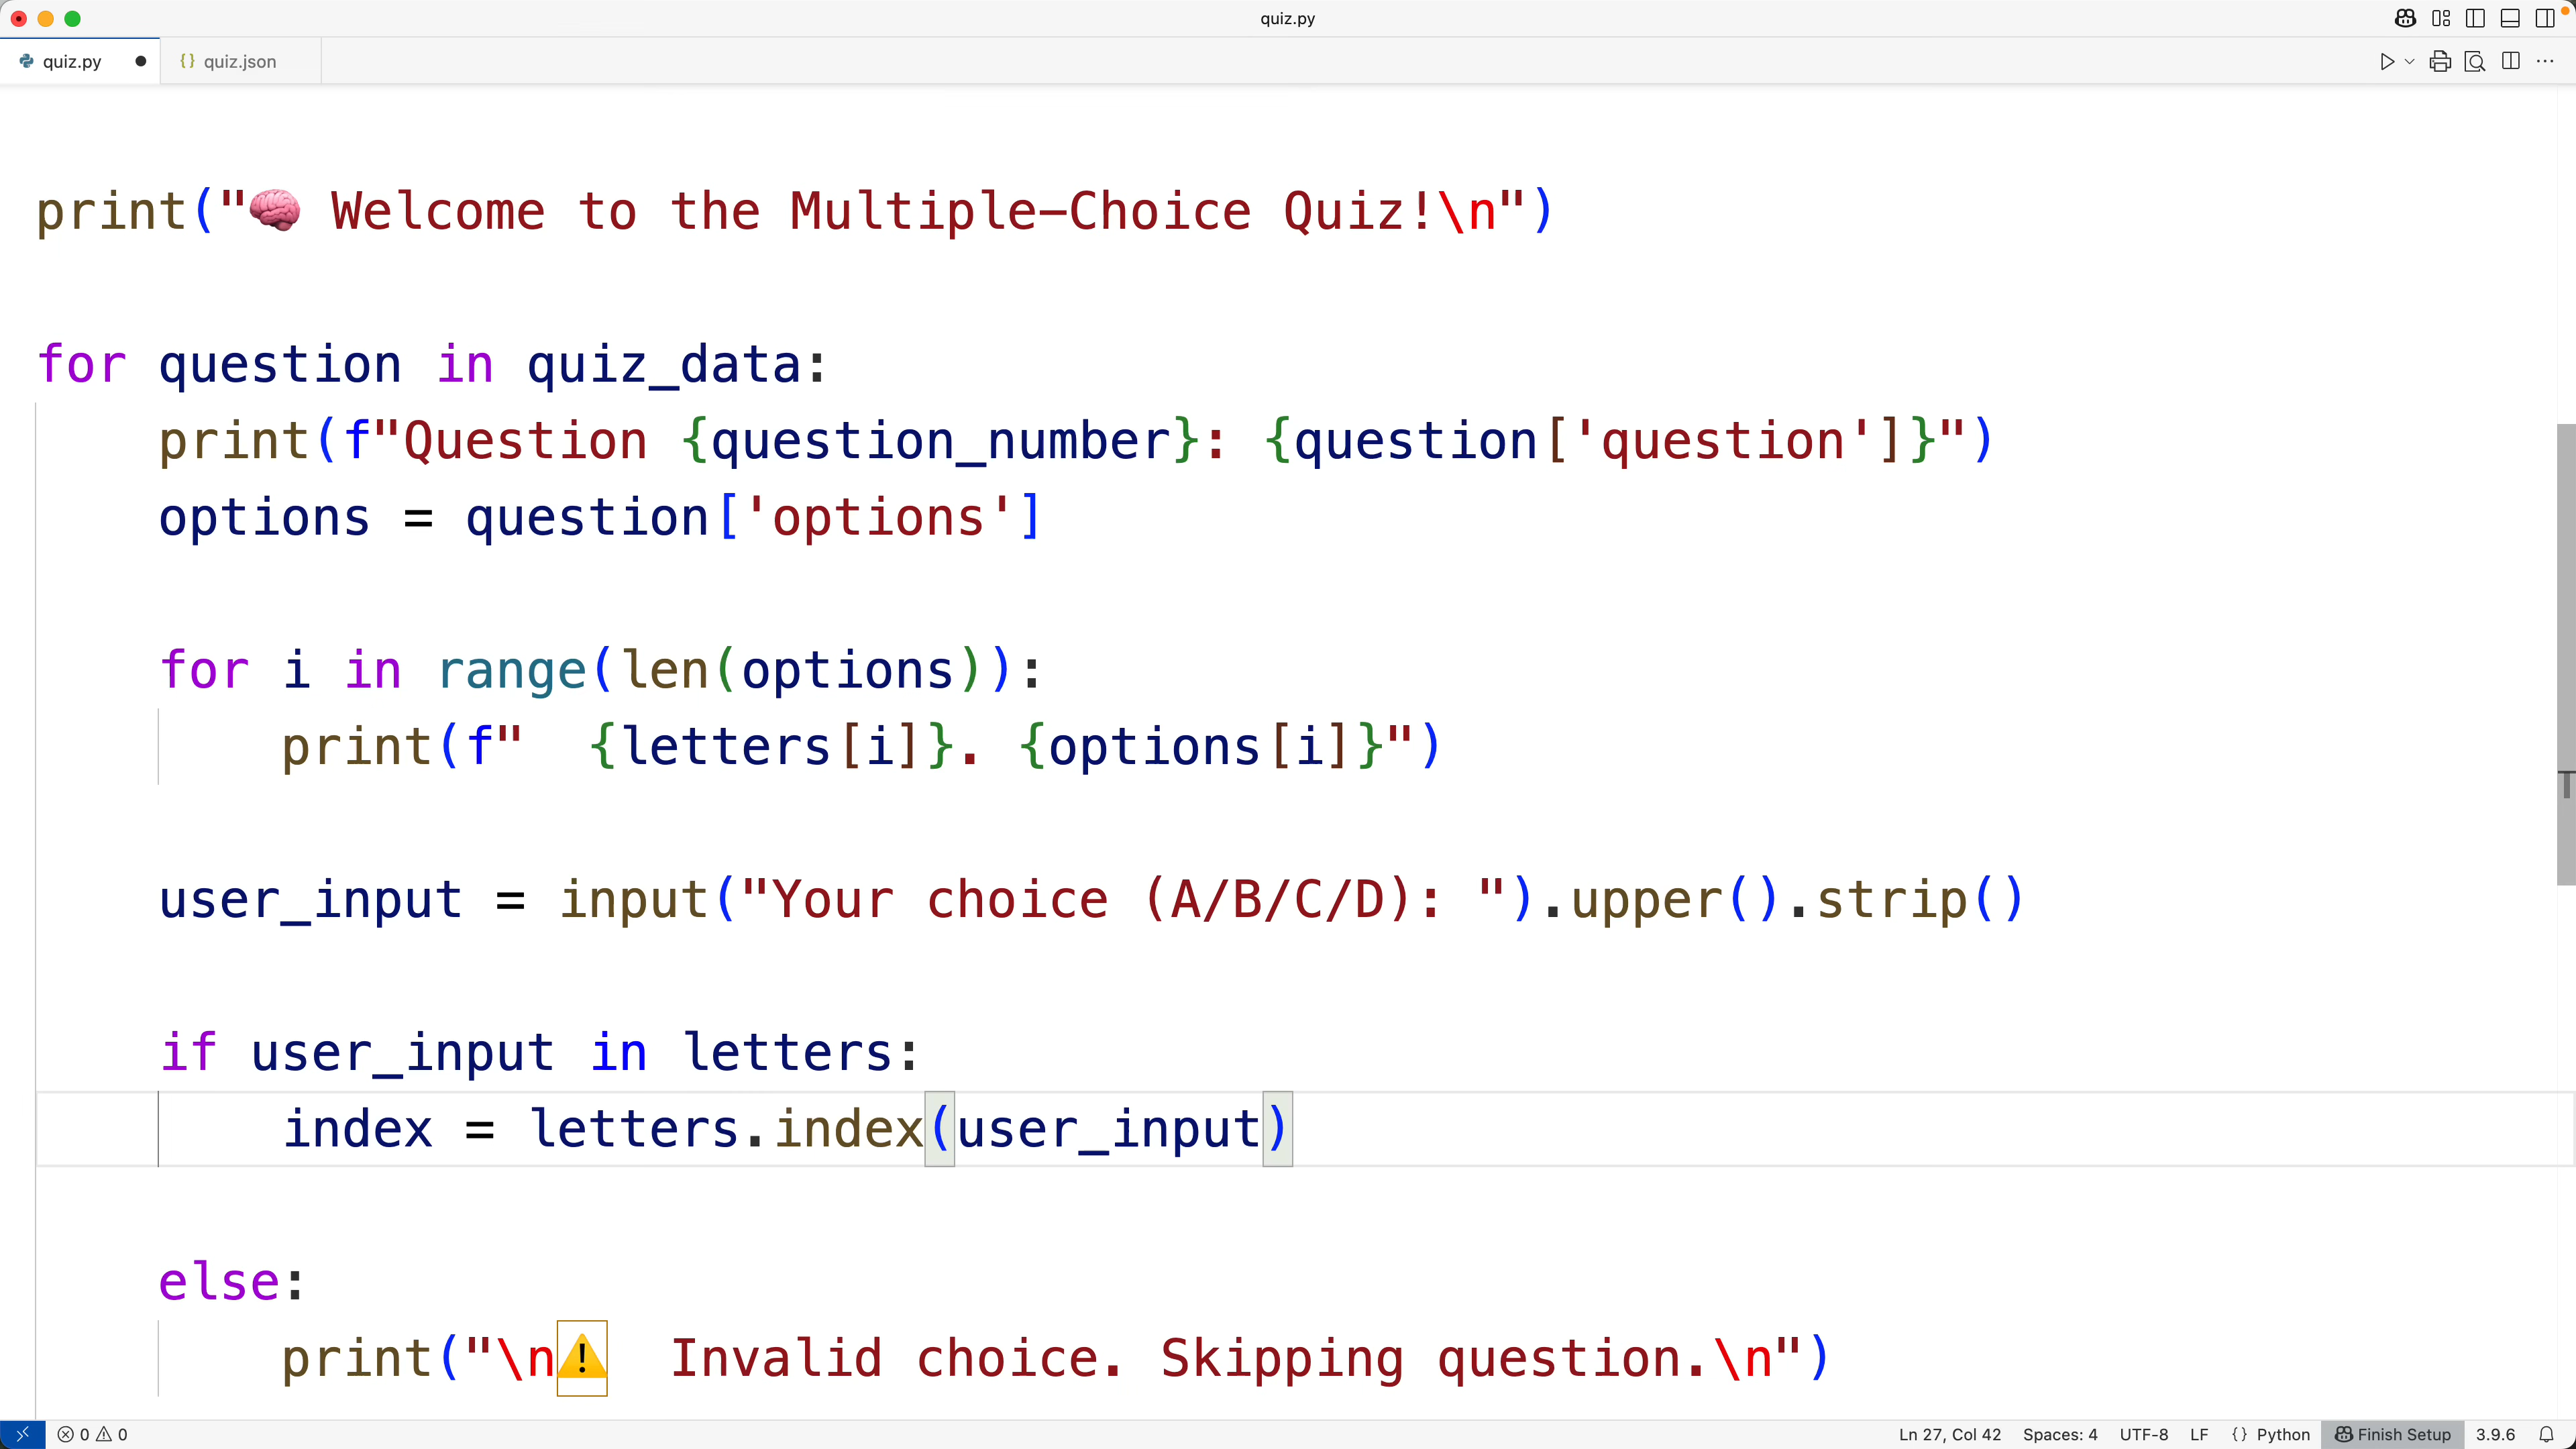 quiz.py
quiz.py
quiz.json
print("🧠 Welcome to the Multiple-Choice Quiz!\n")
for question in quiz_data:
    print(f"Question {question_number}: {question['question']}")
    options = question['options']
    for i in range(len(options)):
        print(f"  {letters[i]}. {options[i]}")
    user_input = input("Your choice (A/B/C/D): ").upper().strip()
    if user_input in letters:
        index = letters.index(user_input)
    else:
        print("\n⚠️  Invalid choice. Skipping question.\n")
0 0 Ln 27, Col 42 Spaces: 4 UTF-8 LF {} Python Finish Setup 3.9.6